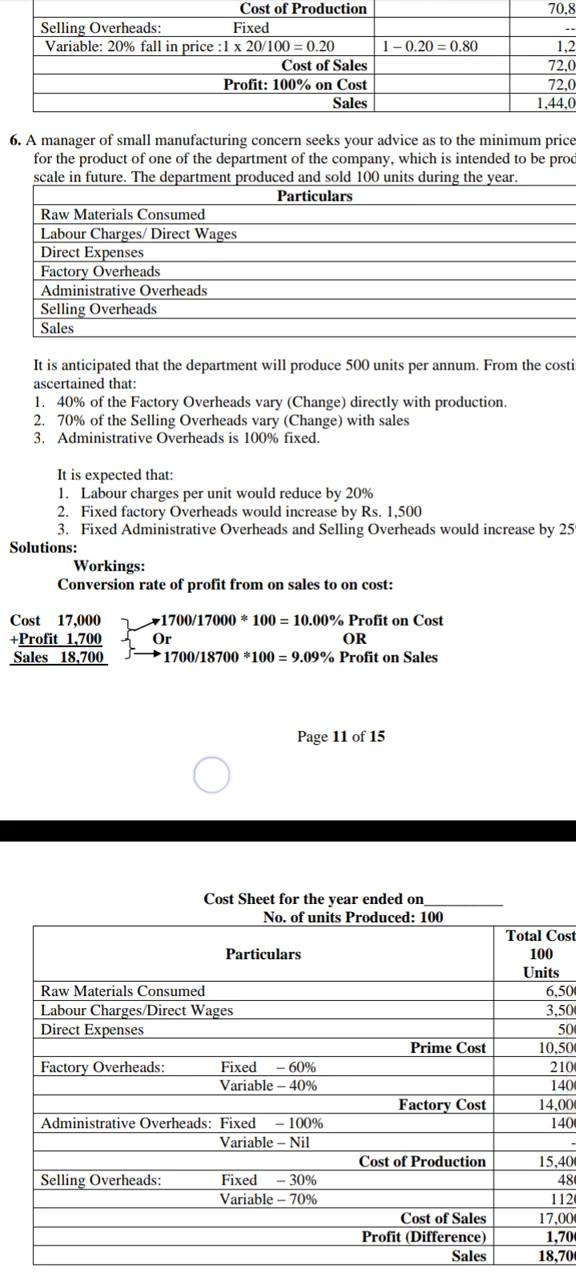 Cost of Production 70,8
Selling Overheads: Fixed --
Variable: 20% fall in price :1 x 20/100 = 0.20 1 – 0.20 = 0.80 1,2
Cost of Sales 72,0
Profit: 100% on Cost 72,0
Sales 1,44,0
6. A manager of small manufacturing concern seeks your advice as to the minimum price
for the product of one of the department of the company, which is intended to be prod
scale in future. The department produced and sold 100 units during the year.
Particulars
Raw Materials Consumed
Labour Charges/ Direct Wages
Direct Expenses
Factory Overheads
Administrative Overheads
Selling Overheads
Sales
It is anticipated that the department will produce 500 units per annum. From the costi
ascertained that:
1. 40% of the Factory Overheads vary (Change) directly with production.
2. 70% of the Selling Overheads vary (Change) with sales
3. Administrative Overheads is 100% fixed.
It is expected that:
1. Labour charges per unit would reduce by 20%
2. Fixed factory Overheads would increase by Rs. 1,500
3. Fixed Administrative Overheads and Selling Overheads would increase by 25
Solutions:
Workings:
Conversion rate of profit from on sales to on cost:
Cost 17,000 1700/17000 * 100 = 10.00% Profit on Cost
+Profit 1,700 Or OR
Sales 18,700 1700/18700 *100 = 9.09% Profit on Sales
Page 11 of 15
Cost Sheet for the year ended on__________
No. of units Produced: 100
Particulars Total Cost 100 Units
Raw Materials Consumed 6,500
Labour Charges/Direct Wages 3,500
Direct Expenses 500
Prime Cost 10,500
Factory Overheads: Fixed – 60% 2100
Variable – 40% 1400
Factory Cost 14,000
Administrative Overheads: Fixed – 100% 1400
Variable – Nil -
Cost of Production 15,400
Selling Overheads: Fixed – 30% 480
Variable – 70% 1120
Cost of Sales 17,000
Profit (Difference) 1,700
Sales 18,700